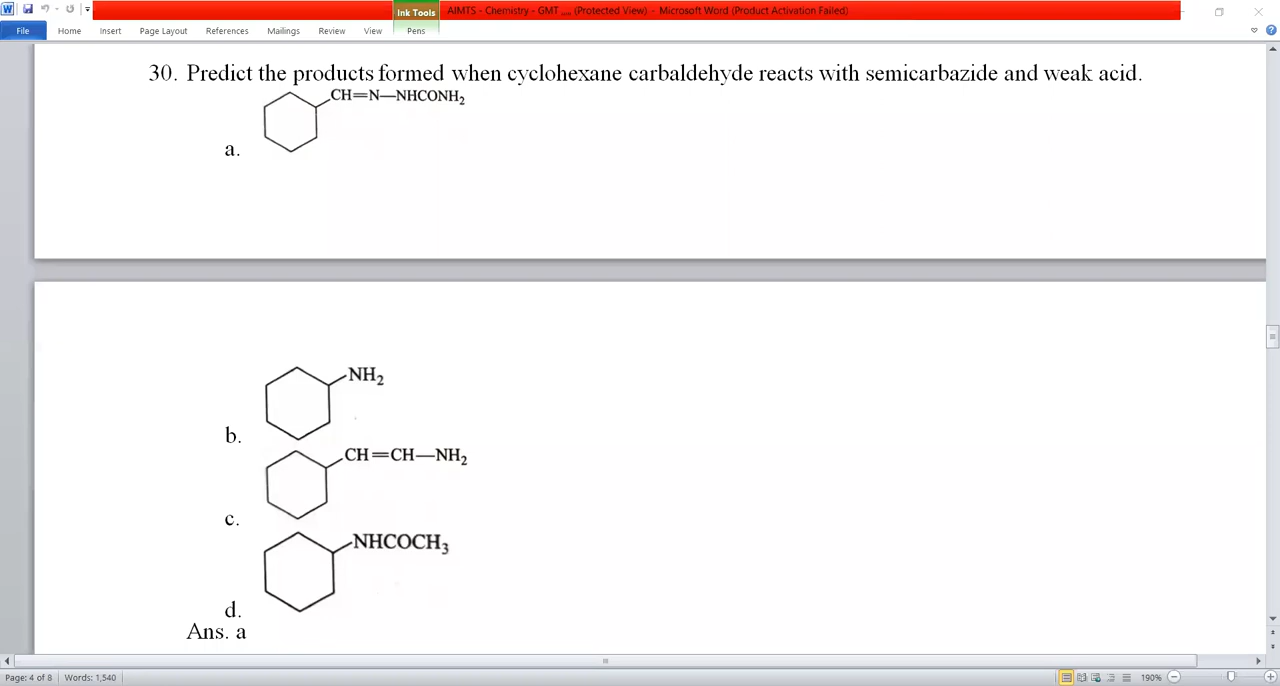 Ink Tools
AIMTS - Chemistry - GMT ,,,, (Protected View) - Microsoft Word (Product Activation Failed)
File Home Insert Page Layout References Mailings Review View Pens
30. Predict the products formed when cyclohexane carbaldehyde reacts with semicarbazide and weak acid.
CH=N—NHCONH₂
a.
NH₂
b.
CH=CH—NH₂
c.
NHCOCH₃
d.
Ans. a
Page: 4 of 8 Words: 1,540 190%